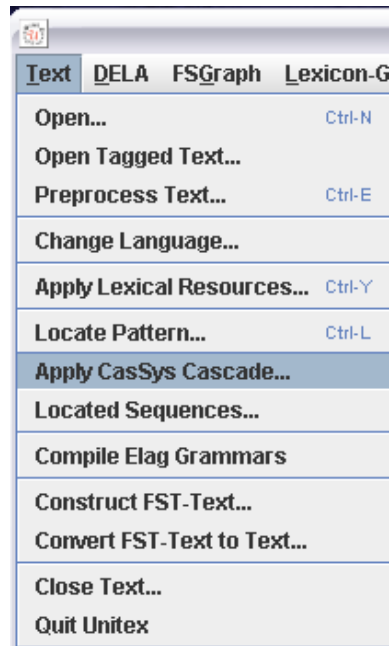 Text DELA FSGraph Lexicon-G
Open... Ctrl-N
Open Tagged Text...
Preprocess Text... Ctrl-E
Change Language...
Apply Lexical Resources... Ctrl-Y
Locate Pattern... Ctrl-L
Apply CasSys Cascade...
Located Sequences...
Compile Elag Grammars
Construct FST-Text...
Convert FST-Text to Text...
Close Text...
Quit Unitex